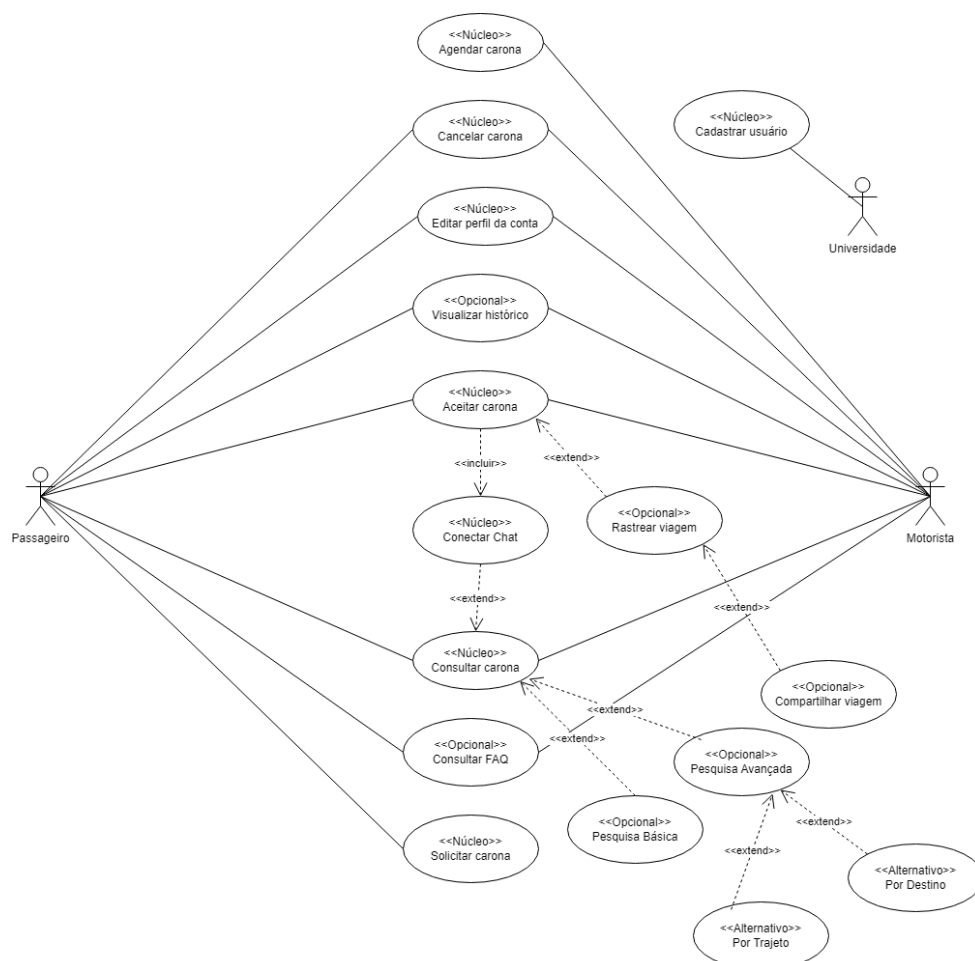 <<Núcleo>>
Agendar carona
<<Núcleo>>
Cadastrar usuário
<<Núcleo>>
Cancelar carona
<<Núcleo>>
Editar perfil da conta
Universidade
<<Opcional>>
Visualizar histórico
<<Núcleo>>
Aceitar carona
<<incluir>>
<<extend>>
<<Núcleo>>
Conectar Chat
<<Opcional>>
Rastrear viagem
Passageiro
Motorista
<<extend>>
<<extend>>
<<Núcleo>>
Consultar carona
<<Opcional>>
Compartilhar viagem
<<extend>>
<<extend>>
<<Opcional>>
Consultar FAQ
<<Opcional>>
Pesquisa Avançada
<<Opcional>>
Pesquisa Básica
<<extend>>
<<Núcleo>>
Solicitar carona
<<extend>>
<<Alternativo>>
Por Destino
<<Alternativo>>
Por Trajeto